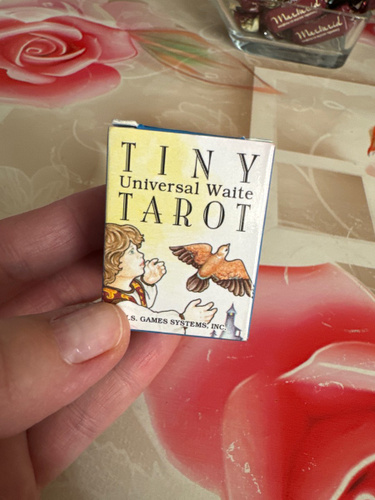 TINY
Universal Waite
TAROT
.S. GAMES SYSTEMS, INC